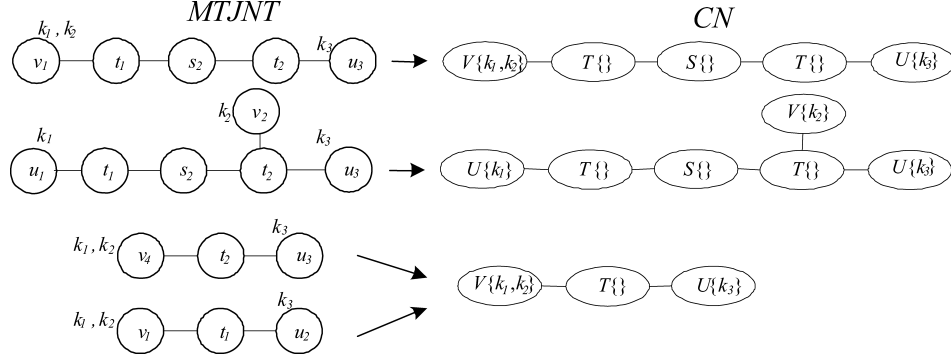 MTJNT CN
k₁, k₂ k₃
v₁ t₁ s₂ t₂ u₃ V{k₁,k₂} T{} S{} T{} U{k₃}
k₂ v₂ V{k₂}
k₁ k₃
u₁ t₁ s₂ t₂ u₃ U{k₁} T{} S{} T{} U{k₃}
k₃
k₁, k₂ v₄ t₂ u₃
V{k₁,k₂} T{} U{k₃}
k₃
k₁, k₂ v₁ t₁ u₂